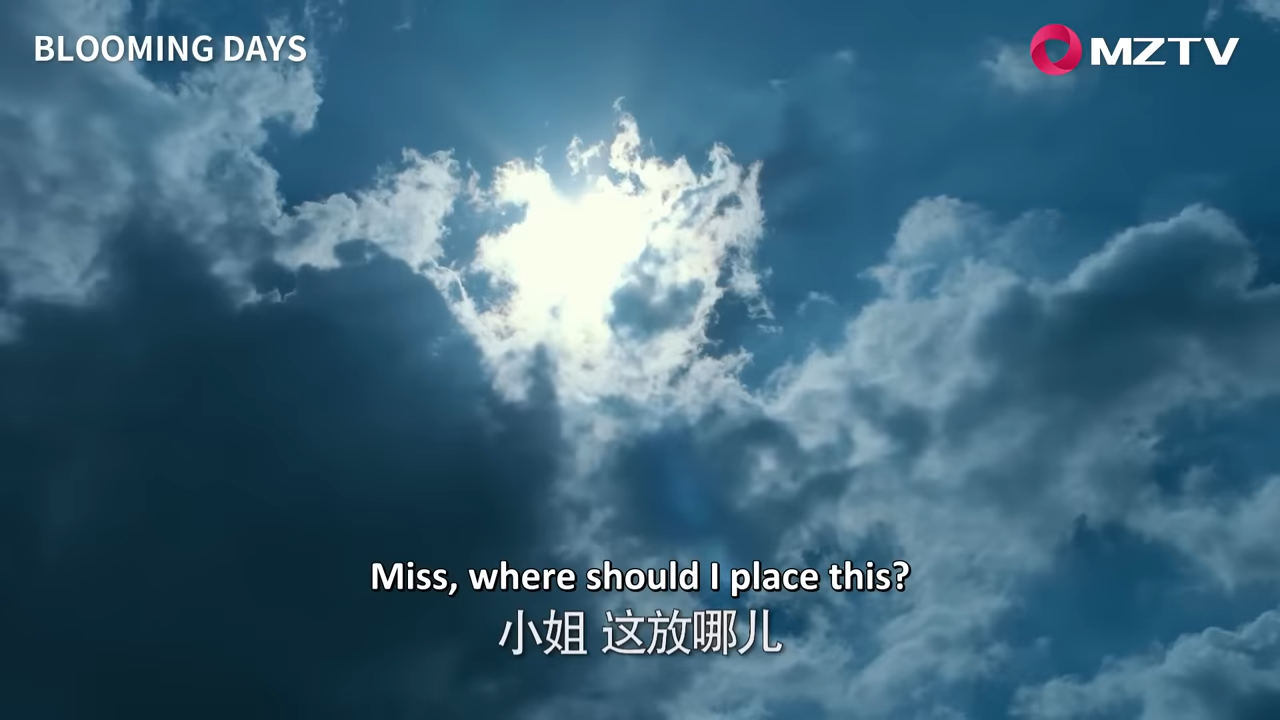 BLOOMING DAYS
MZTV
Miss, where should I place this?
小姐 这放哪儿